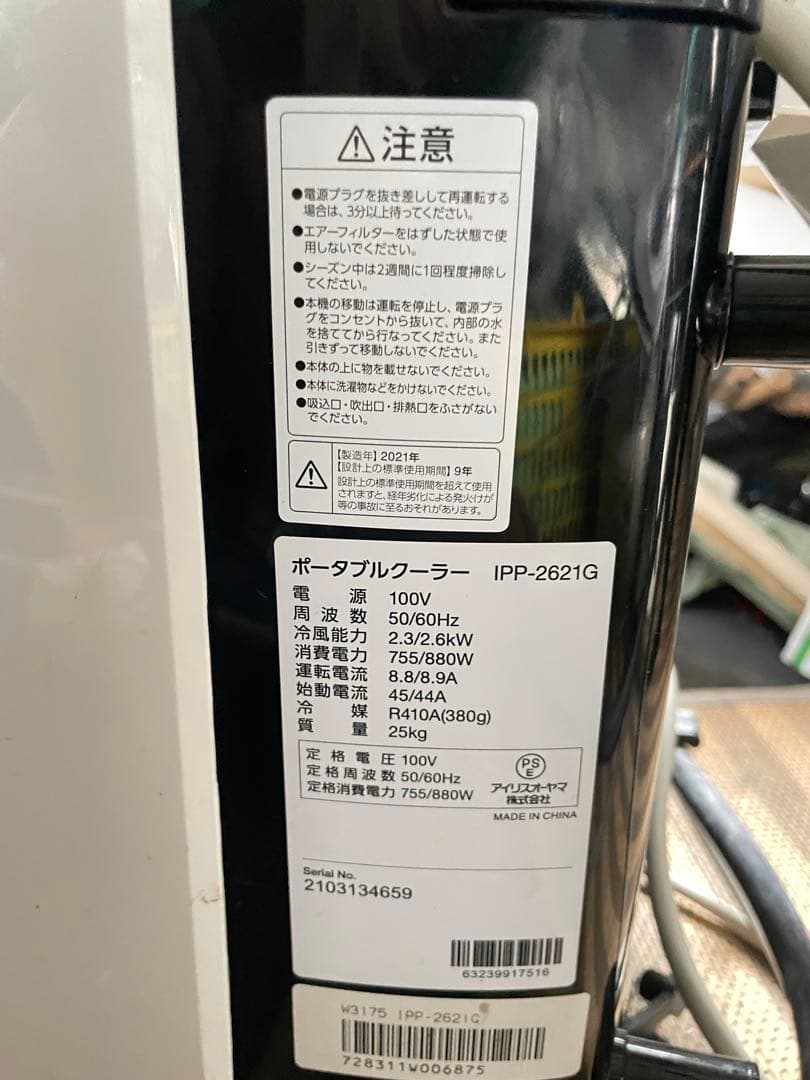 ⚠注意
●電源プラグを抜き差しして再運転する
場合は、3分以上待ってください。
●エアーフィルターをはずした状態で使
用しないでください。
●シーズン中は2週間に1回程度掃除し
てください。
●本機の移動は運転を停止し、電源プラ
グをコンセントから抜いて、内部の水
を捨ててから行なってください。また
引きずって移動しないでください。
●本体の上に物を載せないでください。
●本体に洗濯物などをかけないでください。
●吸込口・吹出口・排熱口をふさがない
でください。
【製造年】2021年
【設計上の標準使用期間】9年
設計上の標準使用期間を超えて使用
されますと、経年劣化による発火けが
等の事故に至るおそれがあります。
ポータブルクーラー IPP-2621G
電源 100V
周波数 50/60Hz
冷風能力 2.3/2.6kW
消費電力 755/880W
運転電流 8.8/8.9A
始動電流 45/44A
冷媒 R410A(380g)
質量 25kg
定格電圧 100V
定格周波数 50/60Hz
定格消費電力 755/880W
PS
E
アイリスオーヤマ
株式会社
MADE IN CHINA
Serial No.
2103134659
63239917516
W3175 IPP-2621G
728311W006875